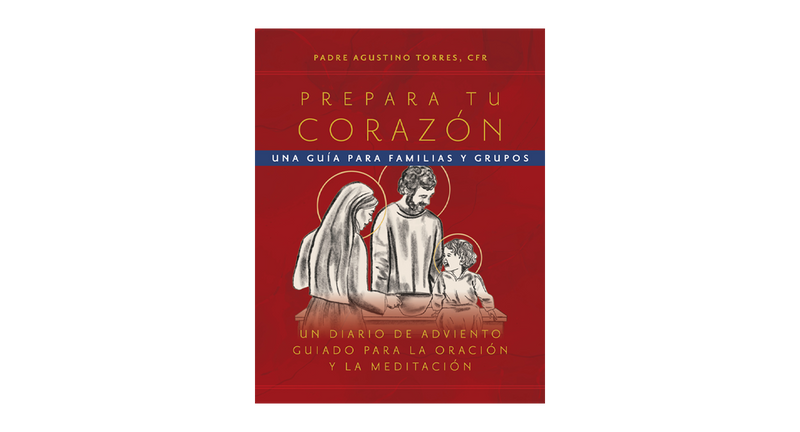 PADRE AGUSTINO TORRES, CFR
PREPARA TU
CORAZÓN
UNA GUÍA PARA FAMILIAS Y GRUPOS
UN DIARIO DE ADVIENTO
GUIADO PARA LA ORACIÓN
Y LA MEDITACIÓN